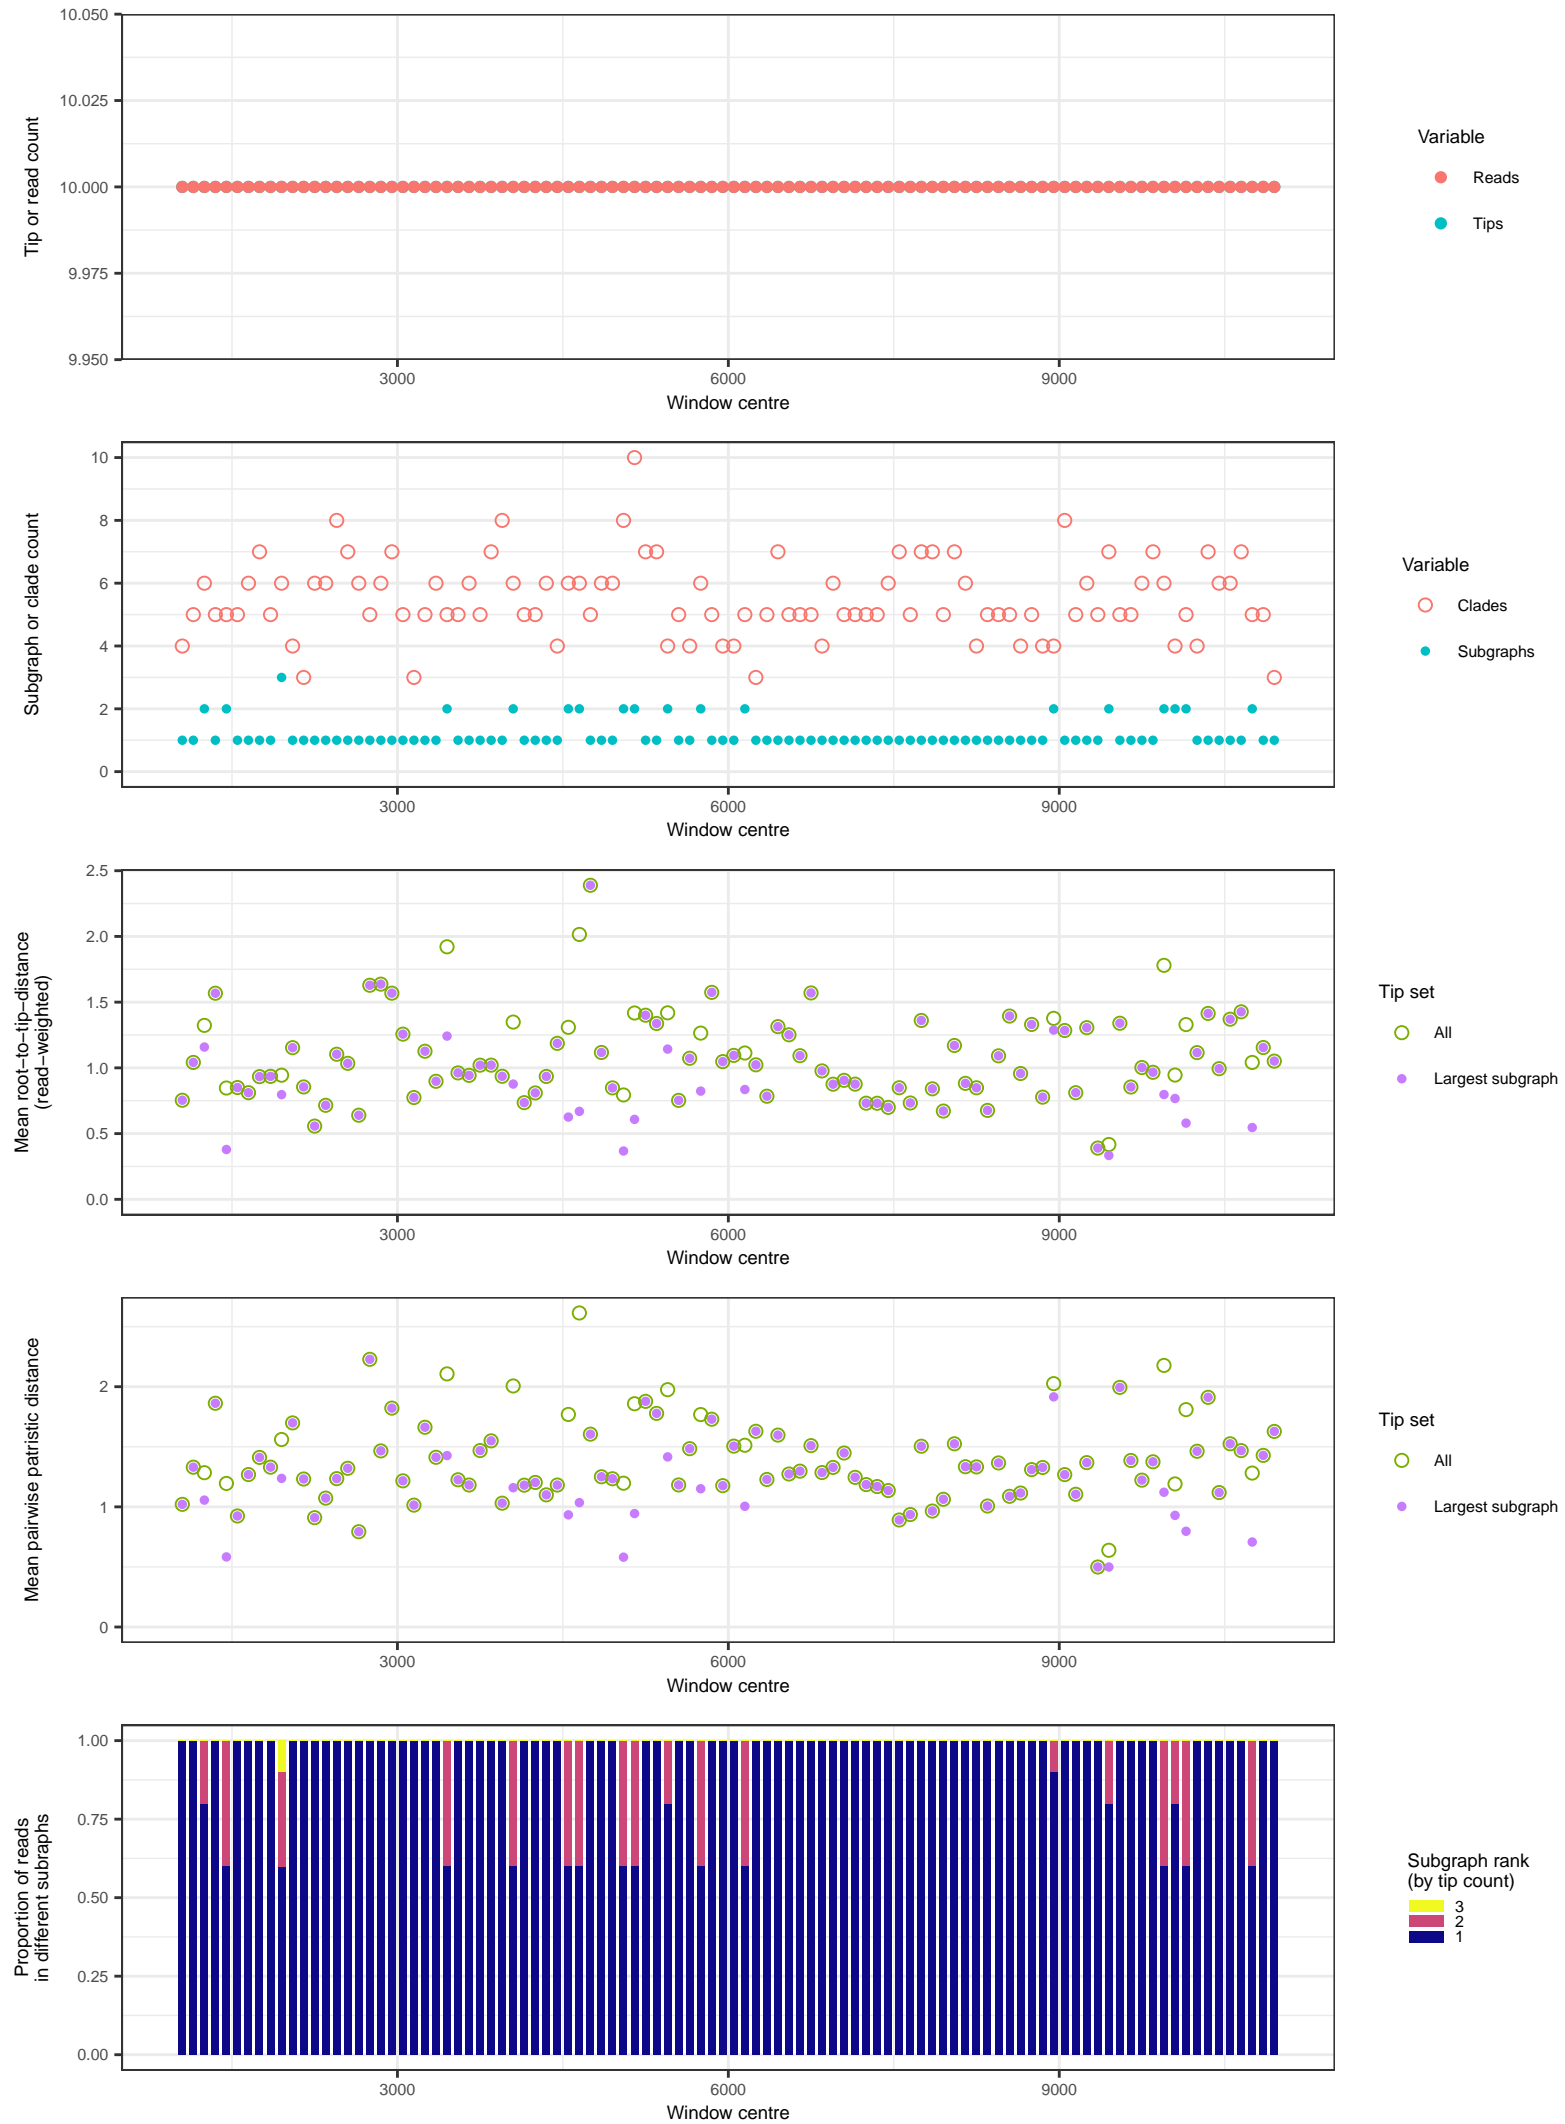 10.050
10.025
10.000
9.975
9.950
Tip or read count
3000
6000
9000
Window centre
Variable
Reads
Tips
10
8
6
4
2
0
Subgraph or clade count
3000
6000
9000
Window centre
Variable
Clades
Subgraphs
2.5
2.0
1.5
1.0
0.5
0.0
Mean root−to−tip−distance
(read−weighted)
3000
6000
9000
Window centre
Tip set
All
Largest subgraph
2
1
0
Mean pairwise patristic distance
3000
6000
9000
Window centre
Tip set
All
Largest subgraph
1.00
0.75
0.50
0.25
0.00
Proportion of reads
in different subraphs
3000
6000
9000
Window centre
Subgraph rank
(by tip count)
3
2
1